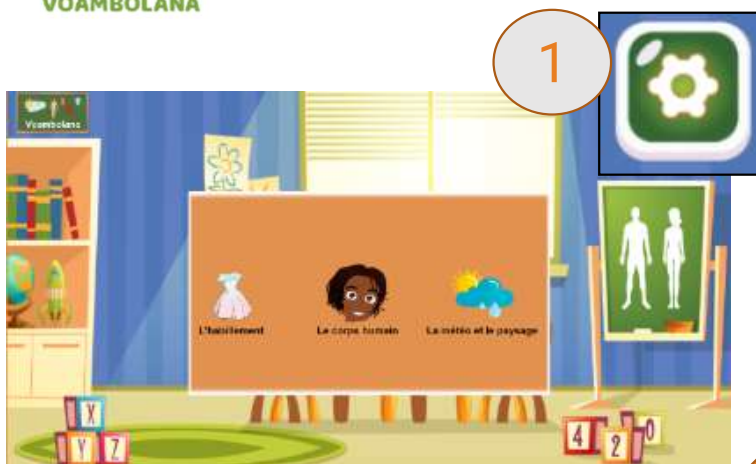 VOAMBOLANA
1
Voambolana
L'habillement
Le corps humain
La météo et le paysage
X
Y Z
4 2 0